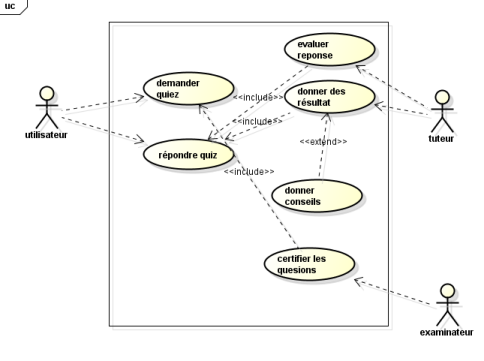 uc
evaluer
reponse
demander
quiez
<<include>>
donner des
résultat
utilisateur
tuteur
<<include>>
répondre quiz
<<extend>>
<<include>>
donner
conseils
certifier les
quesions
examinateur